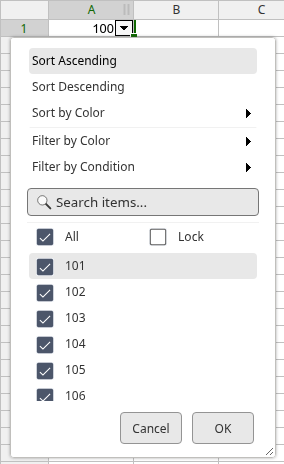 A B C
1 100
Sort Ascending
Sort Descending
Sort by Color
Filter by Color
Filter by Condition
Search items...
All Lock
101
102
103
104
105
106
Cancel OK